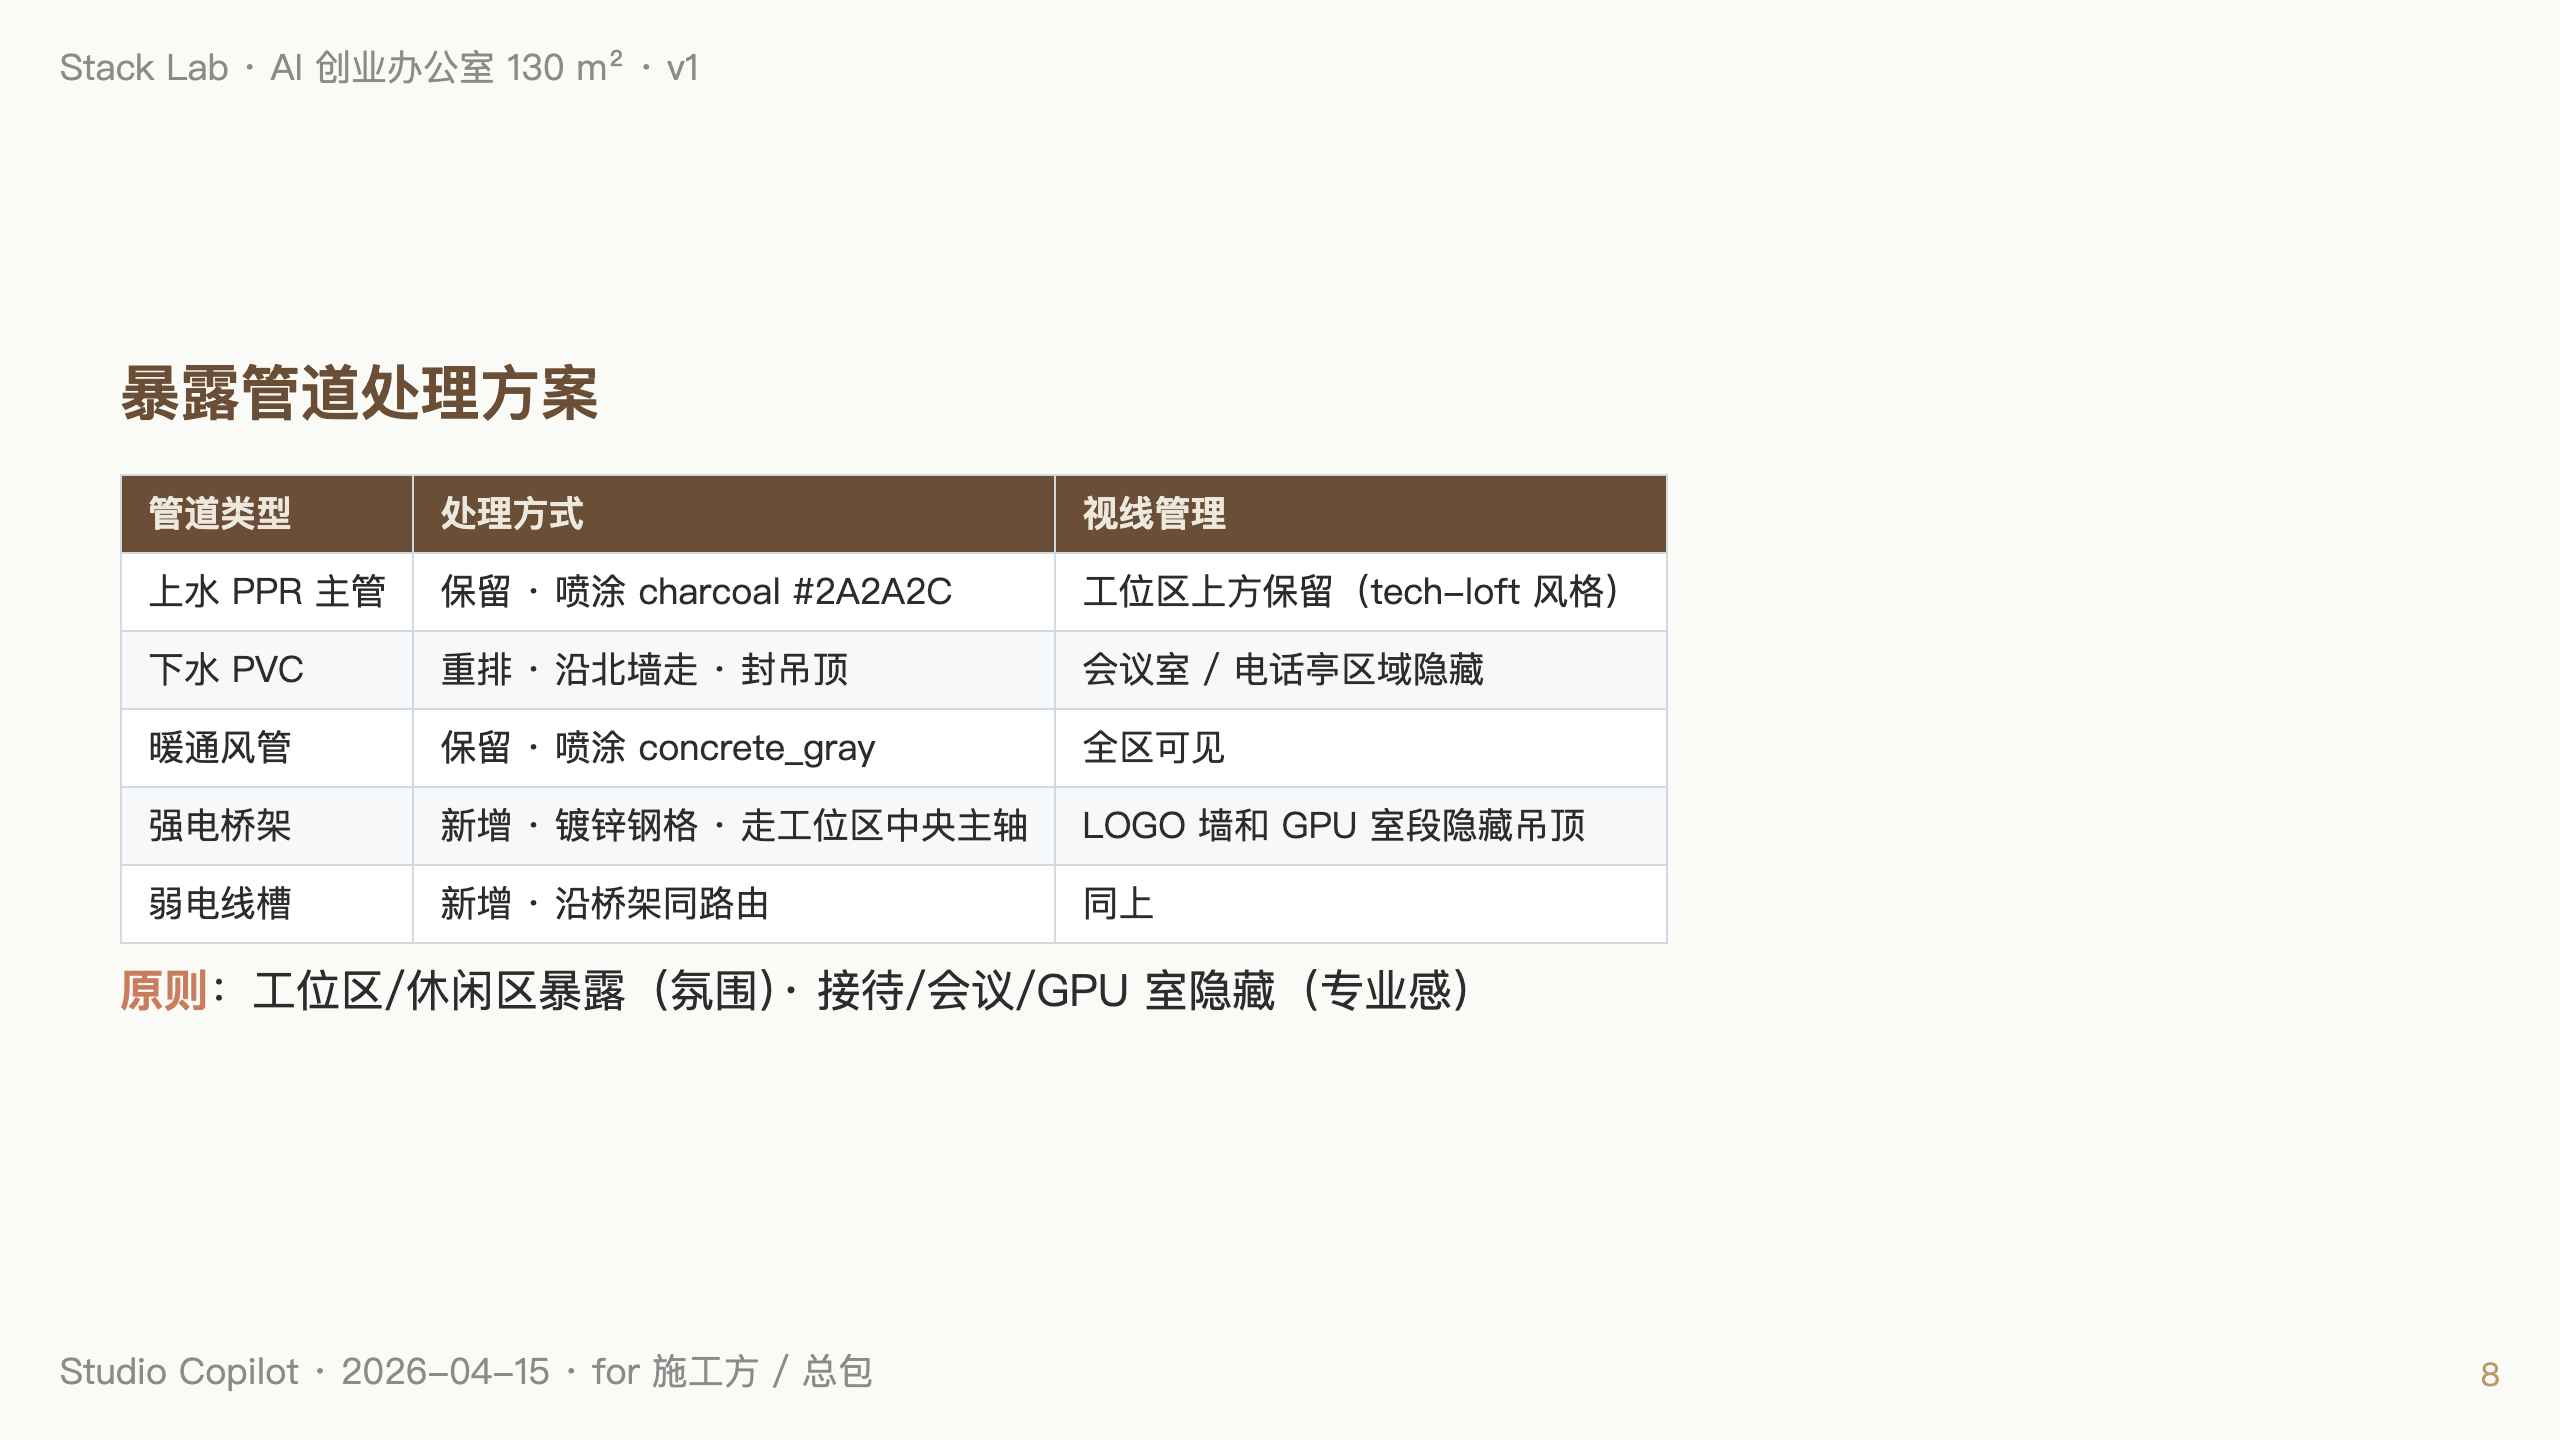 Stack Lab · AI 创业办公室 130 m² · v1
暴露管道处理方案
管道类型 处理方式 视线管理
上水 PPR 主管 保留 · 喷涂 charcoal #2A2A2C 工位区上方保留（tech-loft 风格）
下水 PVC 重排 · 沿北墙走 · 封吊顶 会议室 / 电话亭区域隐藏
暖通风管 保留 · 喷涂 concrete_gray 全区可见
强电桥架 新增 · 镀锌钢格 · 走工位区中央主轴 LOGO 墙和 GPU 室段隐藏吊顶
弱电线槽 新增 · 沿桥架同路由 同上
原则：工位区/休闲区暴露（氛围）· 接待/会议/GPU 室隐藏（专业感）
Studio Copilot · 2026-04-15 · for 施工方 / 总包
8